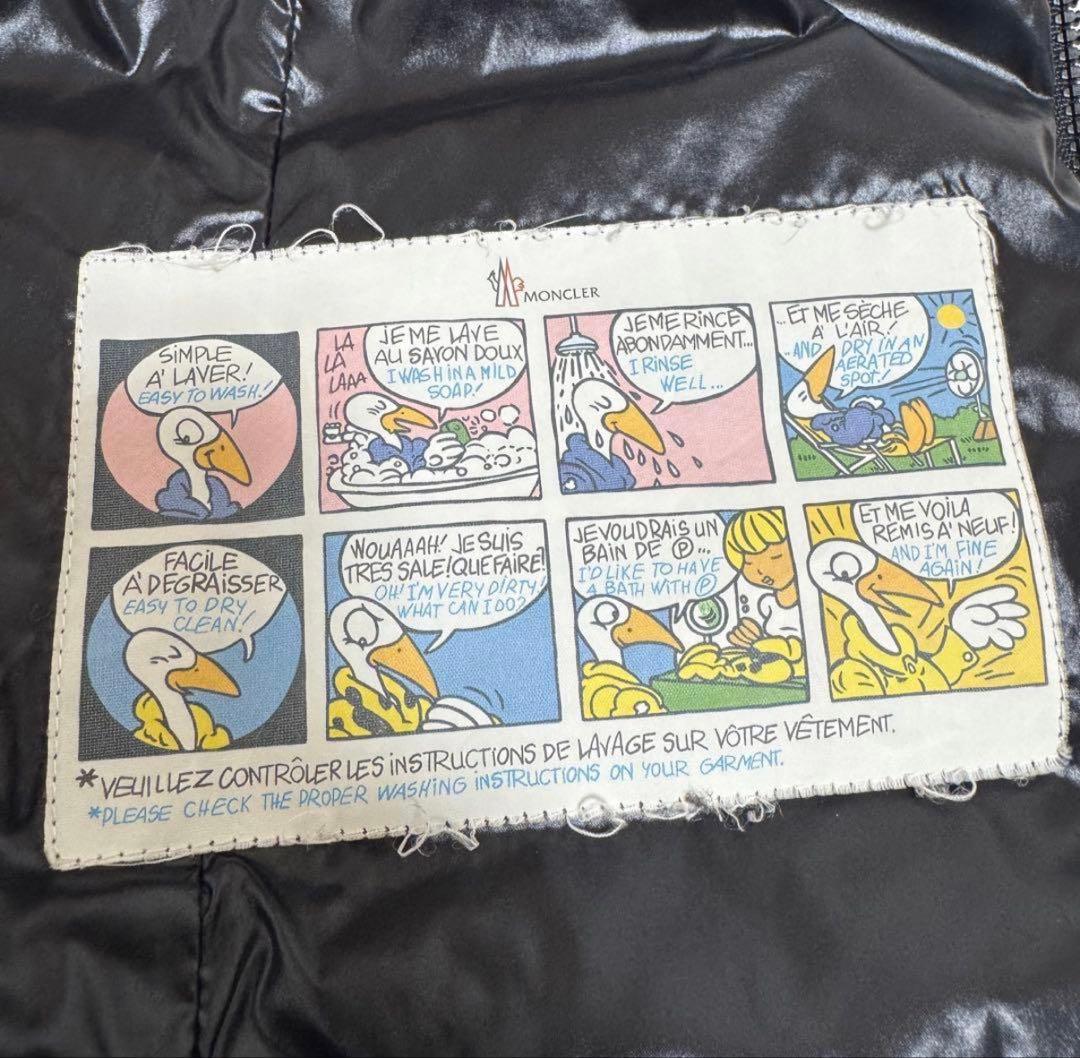 MONCLER
SIMPLE
A' LAVER!
EASY TO WASH!
LA
LA
LAAA
JE ME LAVE
AU SAVON DOUX
I WASH IN A MILD
SOAP!
JE ME RINCE
ABONDAMMENT...
I RINSE
WELL...
...ET ME SÈCHE
A' L'AIR!
...AND DRY IN AN
AERATED
SPOT!
FACILE
A' DEGRAISSER
EASY TO DRY
CLEAN!
WOUAAAH! JE SUIS
TRES SALE! QUE FAIRE?
OH! I'M VERY DIRTY!
WHAT CAN I DO?
JE VOUDRAIS UN
BAIN DE Ⓟ...
I'D LIKE TO HAVE
A BATH WITH Ⓟ
ET ME VOILA
REMIS A' NEUF!
AND I'M FINE
AGAIN!
*VEUILLEZ CONTRÔLER LES INSTRUCTIONS DE LAVAGE SUR VÔTRE VÊTEMENT.
*PLEASE CHECK THE PROPER WASHING INSTRUCTIONS ON YOUR GARMENT.